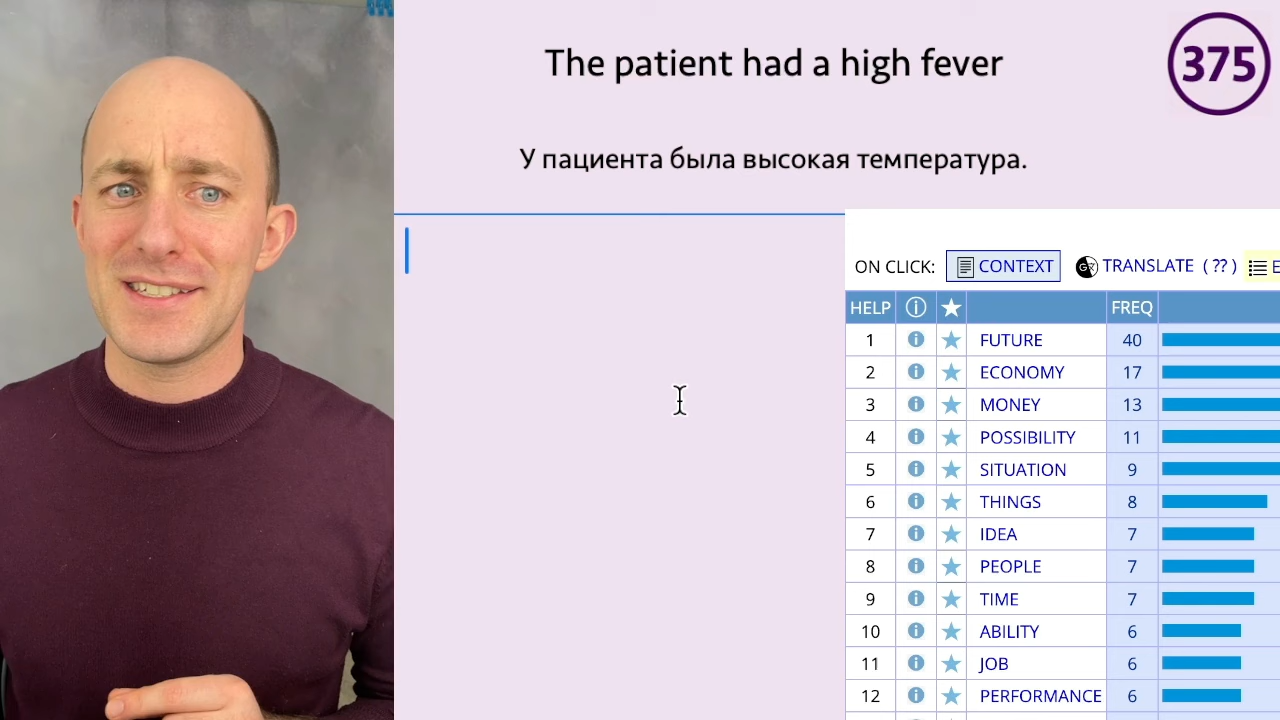 The patient had a high fever
375
У пациента была высокая температура.
ON CLICK: CONTEXT TRANSLATE ( ?? ) E
HELP FREQ
1 FUTURE 40
2 ECONOMY 17
3 MONEY 13
4 POSSIBILITY 11
5 SITUATION 9
6 THINGS 8
7 IDEA 7
8 PEOPLE 7
9 TIME 7
10 ABILITY 6
11 JOB 6
12 PERFORMANCE 6